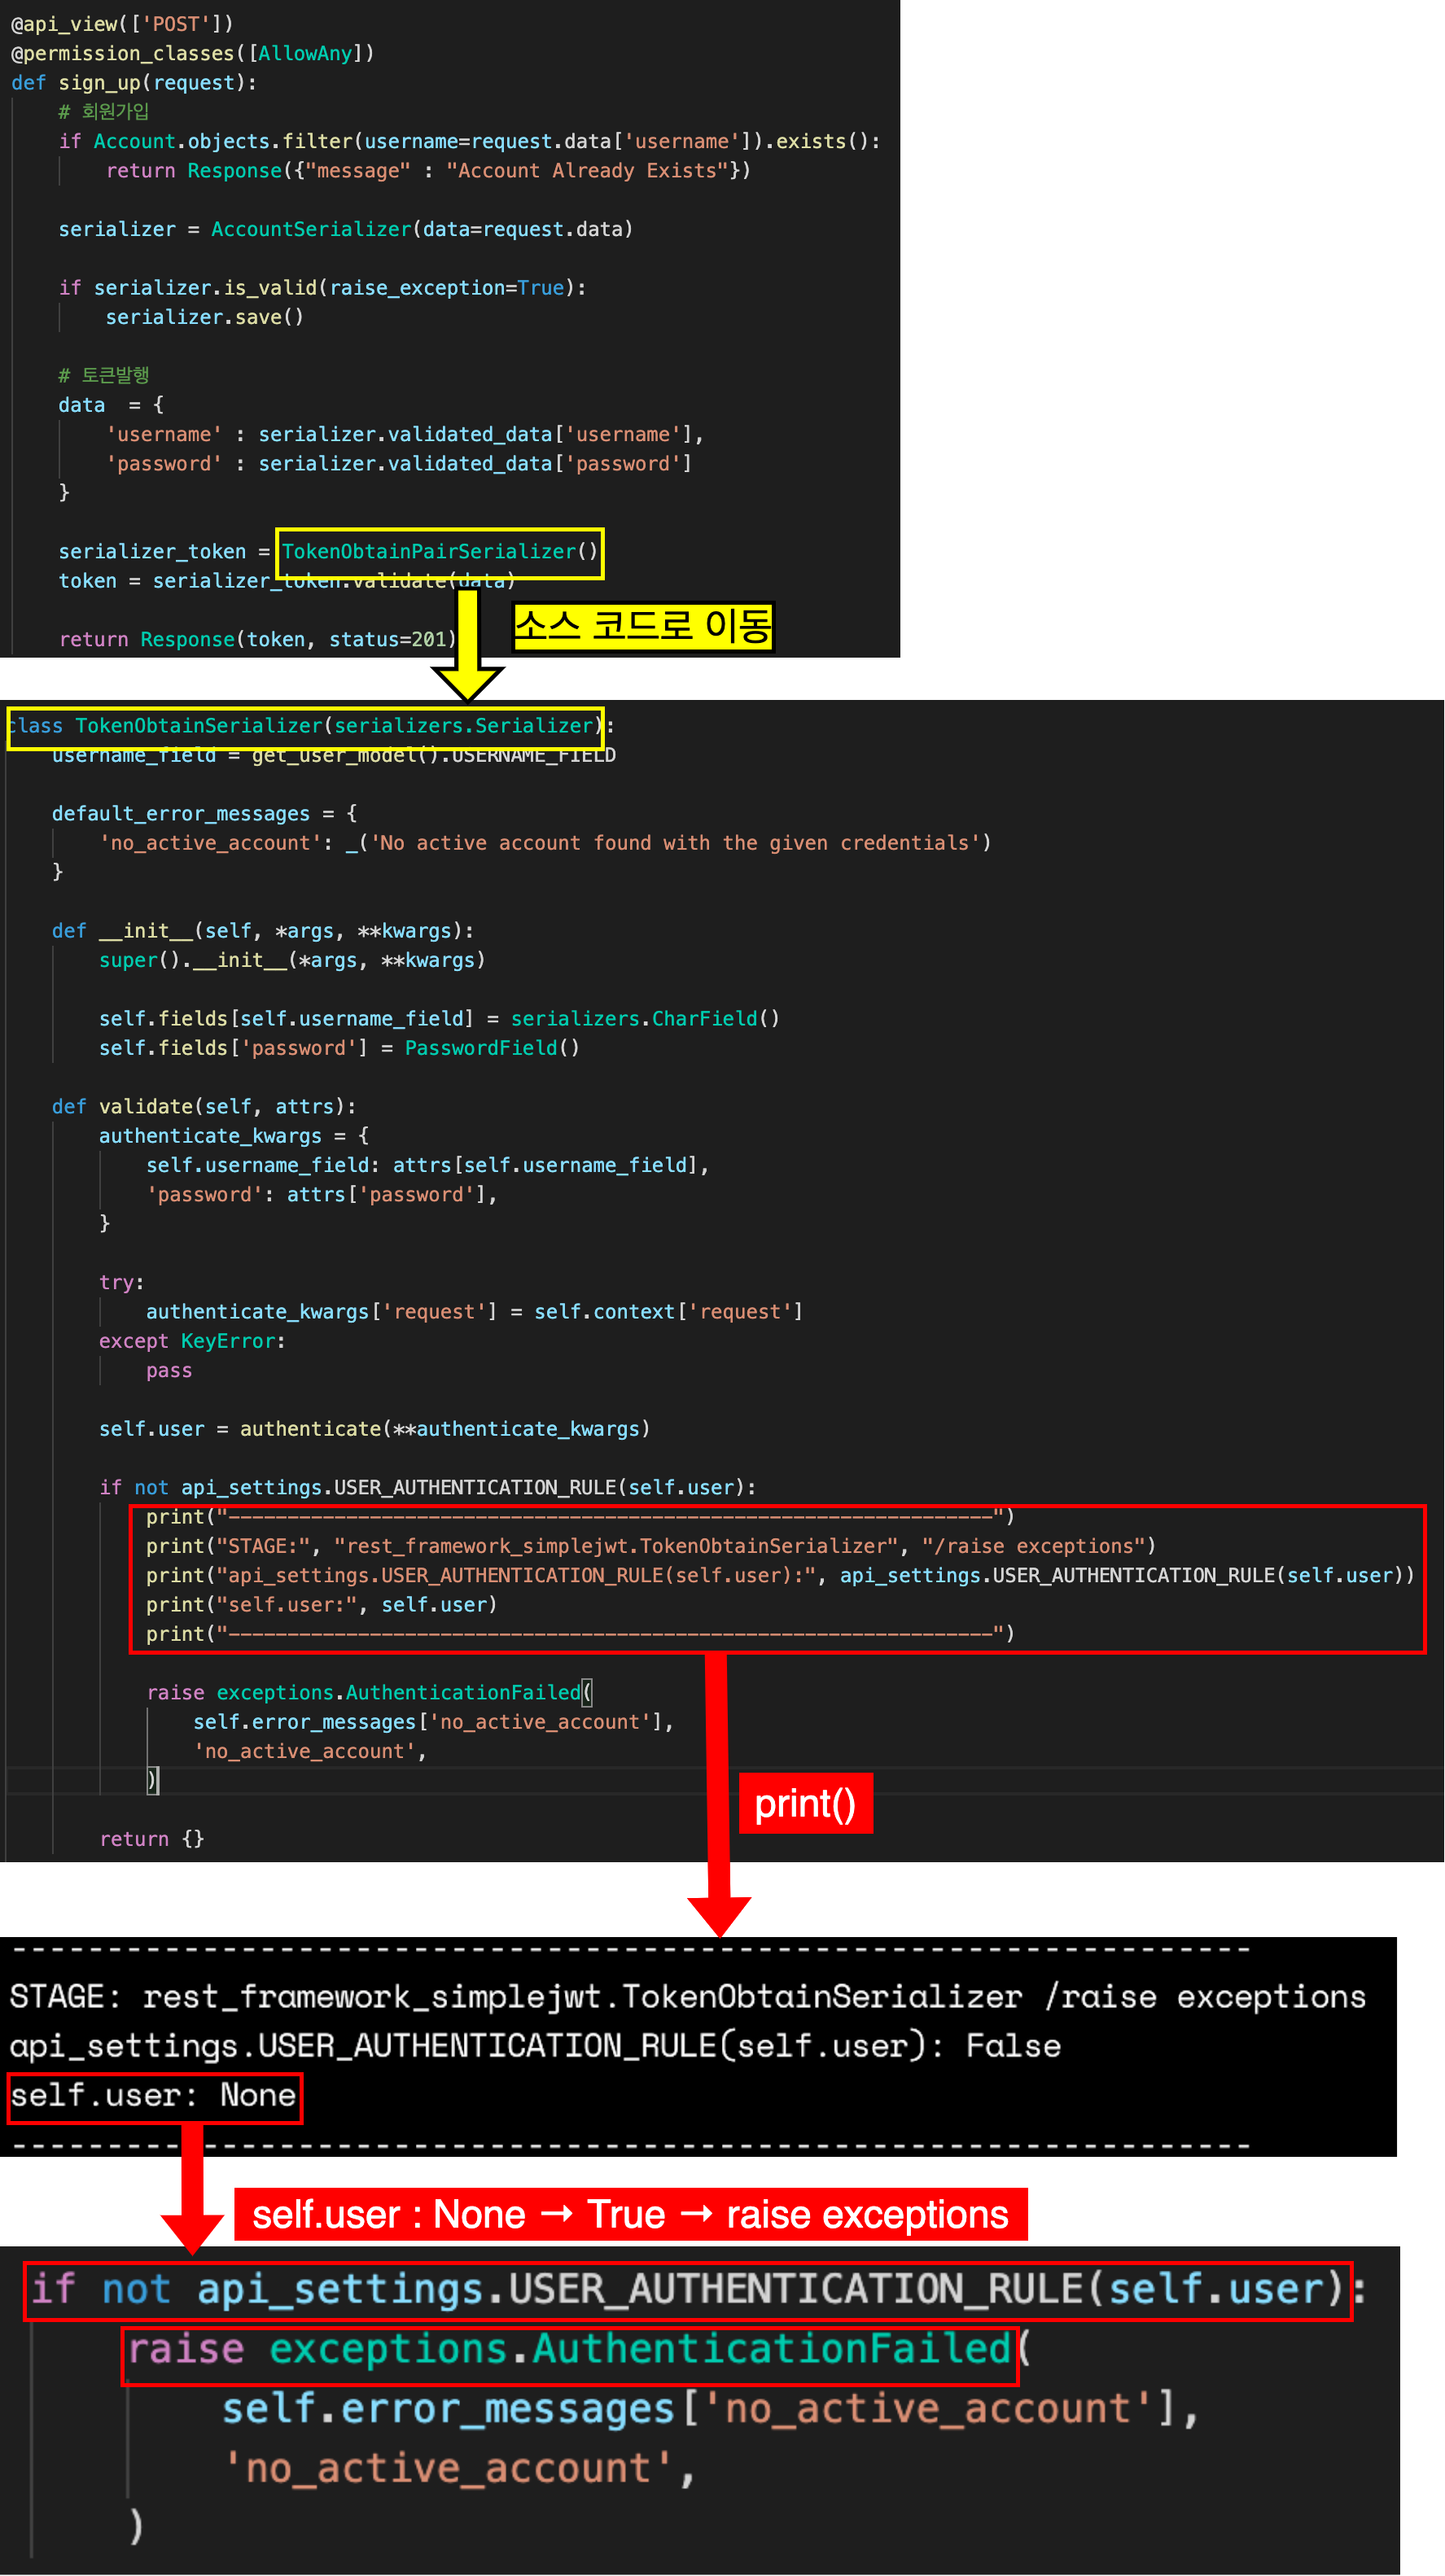 @api_view(['POST'])
@permission_classes([AllowAny])
def sign_up(request):
    # 회원가입
    if Account.objects.filter(username=request.data['username']).exists():
        return Response({"message" : "Account Already Exists"})
    serializer = AccountSerializer(data=request.data)
    if serializer.is_valid(raise_exception=True):
        serializer.save()
    # 토큰발행
    data  = {
        'username' : serializer.validated_data['username'],
        'password' : serializer.validated_data['password']
    }
    serializer_token = TokenObtainPairSerializer()
    token = serializer_token.validate(data)
    return Response(token, status=201)
소스 코드로 이동
class TokenObtainSerializer(serializers.Serializer):
    username_field = get_user_model().USERNAME_FIELD
    default_error_messages = {
        'no_active_account': _('No active account found with the given credentials')
    }
    def __init__(self, *args, **kwargs):
        super().__init__(*args, **kwargs)
        self.fields[self.username_field] = serializers.CharField()
        self.fields['password'] = PasswordField()
    def validate(self, attrs):
        authenticate_kwargs = {
            self.username_field: attrs[self.username_field],
            'password': attrs['password'],
        }
        try:
            authenticate_kwargs['request'] = self.context['request']
        except KeyError:
            pass
        self.user = authenticate(**authenticate_kwargs)
        if not api_settings.USER_AUTHENTICATION_RULE(self.user):
            print("-----------------------------------------------------------------")
            print("STAGE:", "rest_framework_simplejwt.TokenObtainSerializer", "/raise exceptions")
            print("api_settings.USER_AUTHENTICATION_RULE(self.user):", api_settings.USER_AUTHENTICATION_RULE(self.user))
            print("self.user:", self.user)
            print("-----------------------------------------------------------------")
            raise exceptions.AuthenticationFailed(
                self.error_messages['no_active_account'],
                'no_active_account',
            )
        return {}
print()
-----------------------------------------------------------------
STAGE: rest_framework_simplejwt.TokenObtainSerializer /raise exceptions
api_settings.USER_AUTHENTICATION_RULE(self.user): False
self.user: None
-----------------------------------------------------------------
self.user : None → True → raise exceptions
if not api_settings.USER_AUTHENTICATION_RULE(self.user):
    raise exceptions.AuthenticationFailed(
        self.error_messages['no_active_account'],
        'no_active_account',
    )